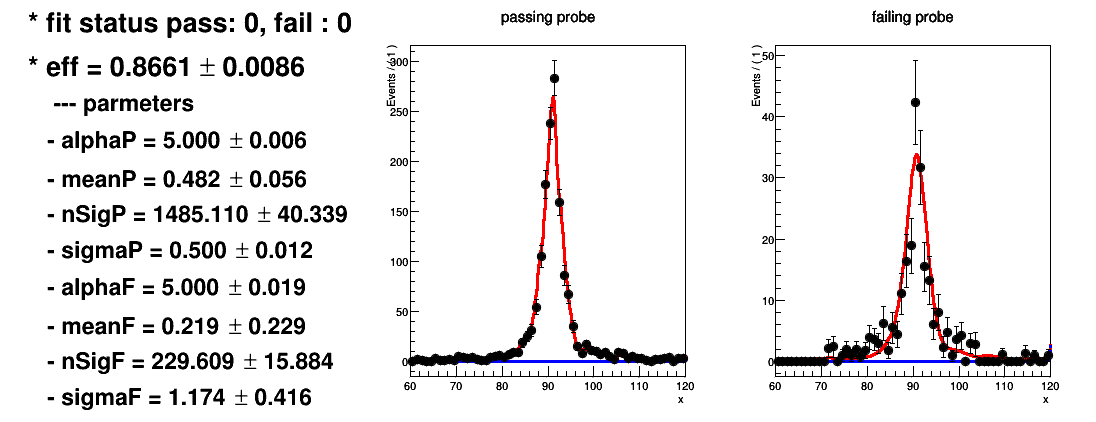 * fit status pass: 0, fail : 0
* eff = 0.8661 ± 0.0086
--- parmeters
- alphaP = 5.000 ± 0.006
- meanP = 0.482 ± 0.056
- nSigP = 1485.110 ± 40.339
- sigmaP = 0.500 ± 0.012
- alphaF = 5.000 ± 0.019
- meanF = 0.219 ± 0.229
- nSigF = 229.609 ± 15.884
- sigmaF = 1.174 ± 0.416
passing probe
Events / ( 1 )
300
250
200
150
100
50
0
60 70 80 90 100 110 120
x
failing probe
Events / ( 1 )
50
40
30
20
10
0
60 70 80 90 100 110 120
x